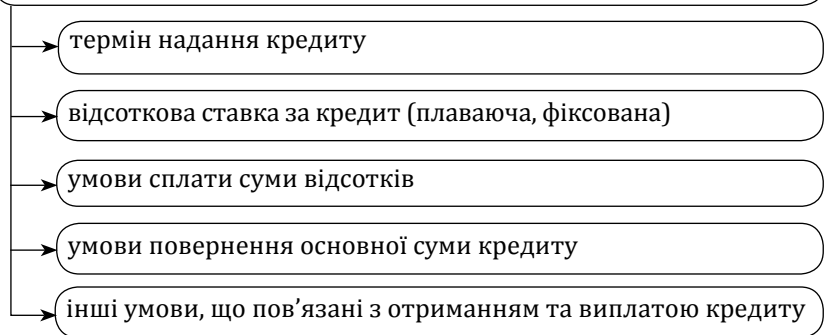 термін надання кредиту
відсоткова ставка за кредит (плаваюча, фіксована)
умови сплати суми відсотків
умови повернення основної суми кредиту
інші умови, що пов’язані з отриманням та виплатою кредиту